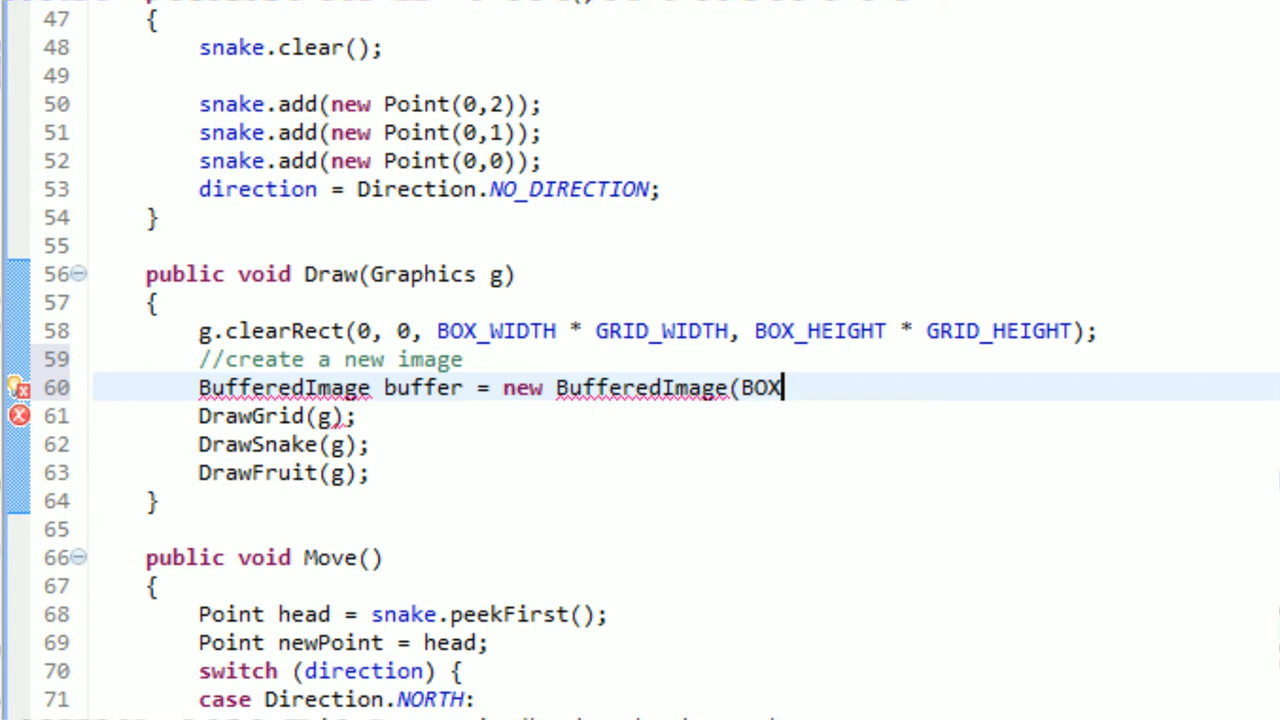 47 {
48 snake.clear();
49
50 snake.add(new Point(0,2));
51 snake.add(new Point(0,1));
52 snake.add(new Point(0,0));
53 direction = Direction.NO_DIRECTION;
54 }
55
56 public void Draw(Graphics g)
57 {
58 g.clearRect(0, 0, BOX_WIDTH * GRID_WIDTH, BOX_HEIGHT * GRID_HEIGHT);
59 //create a new image
60 BufferedImage buffer = new BufferedImage(BOX
61 DrawGrid(g);
62 DrawSnake(g);
63 DrawFruit(g);
64 }
65
66 public void Move()
67 {
68 Point head = snake.peekFirst();
69 Point newPoint = head;
70 switch (direction) {
71 case Direction.NORTH: